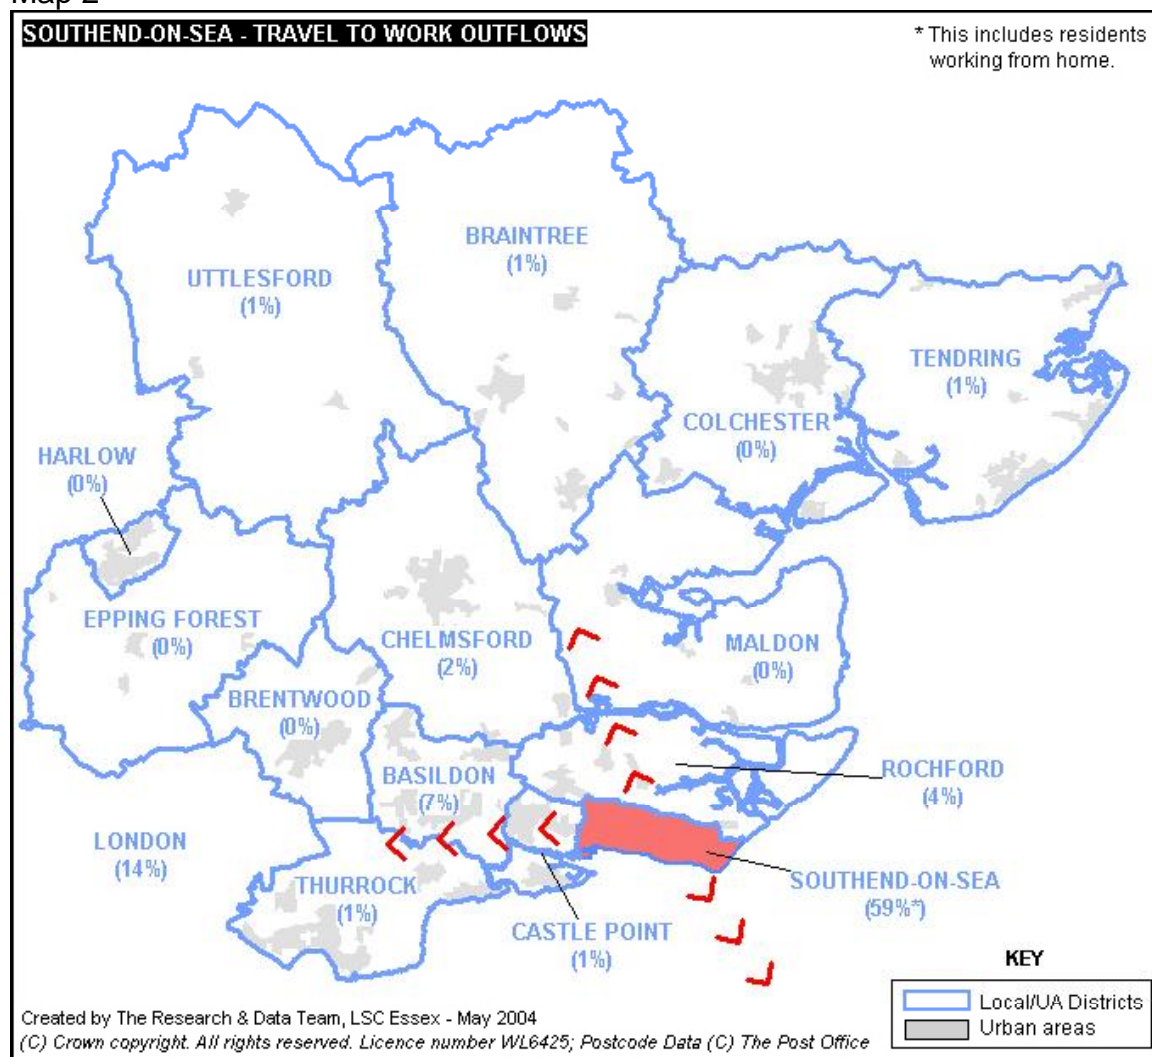 Map 2
SOUTHEND-ON-SEA - TRAVEL TO WORK OUTFLOWS
* This includes residents
working from home.
BRAINTREE
(1%)
UTTLESFORD
(1%)
TENDRING
(1%)
COLCHESTER
(0%)
HARLOW
(0%)
EPPING FOREST
(0%)
CHELMSFORD
(2%)
MALDON
(0%)
BRENTWOOD
(0%)
BASILDON
(7%)
ROCHFORD
(4%)
LONDON
(14%)
THURROCK
(1%)
SOUTHEND-ON-SEA
(59%*)
CASTLE POINT
(1%)
KEY
Local/UA Districts
Urban areas
Created by The Research & Data Team, LSC Essex - May 2004
(C) Crown copyright. All rights reserved. Licence number WL6425; Postcode Data (C) The Post Office